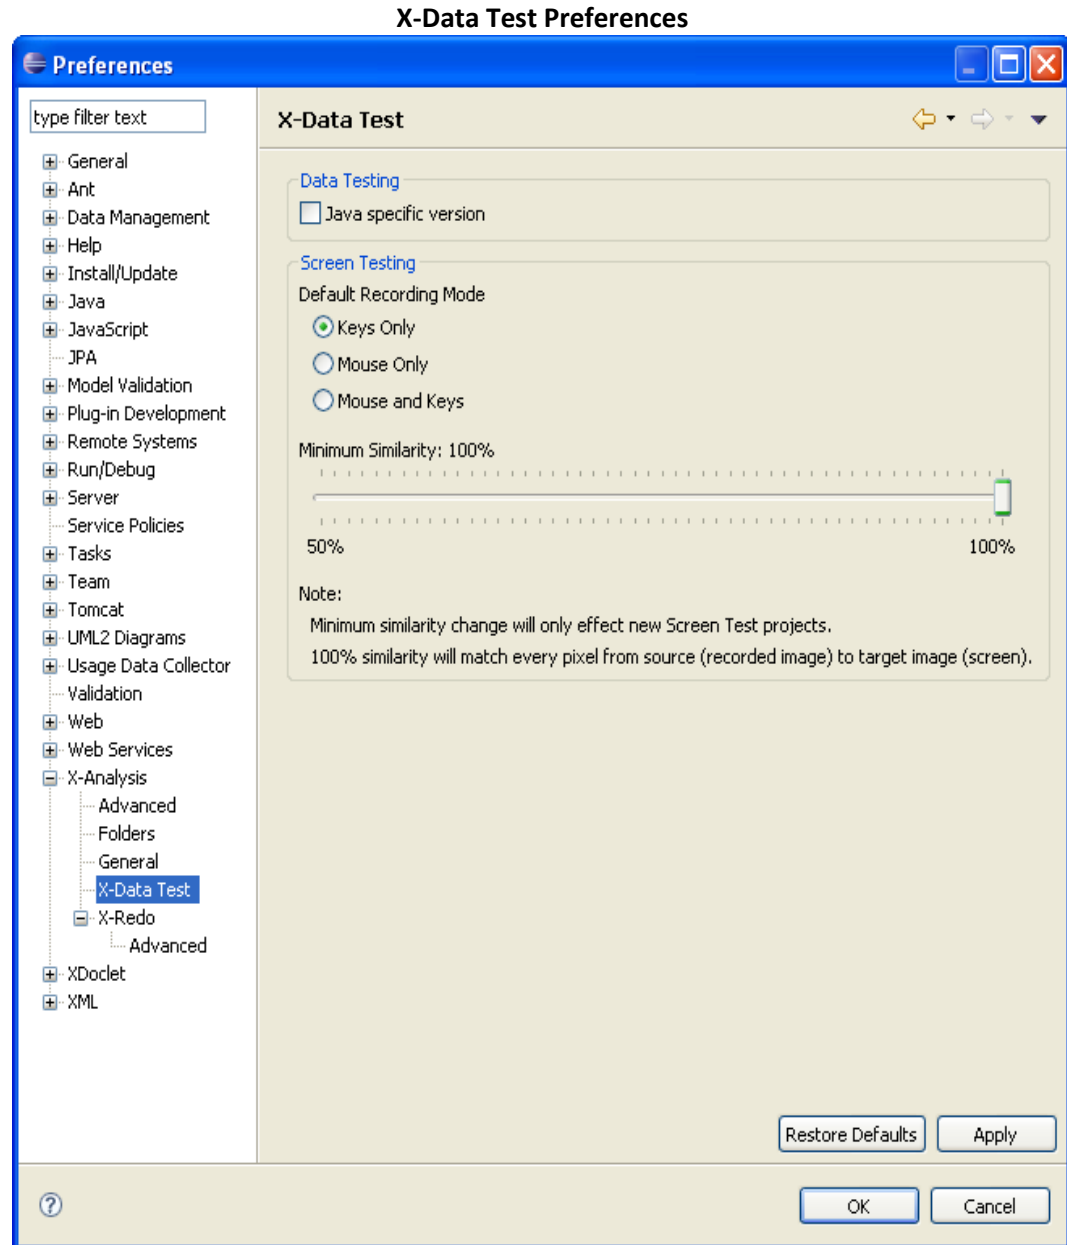 X-Data Test Preferences
Preferences
type filter text
General
Ant
Data Management
Help
Install/Update
Java
JavaScript
JPA
Model Validation
Plug-in Development
Remote Systems
Run/Debug
Server
Service Policies
Tasks
Team
Tomcat
UML2 Diagrams
Usage Data Collector
Validation
Web
Web Services
X-Analysis
Advanced
Folders
General
X-Data Test
X-Redo
Advanced
XDoclet
XML
X-Data Test
Data Testing
Java specific version
Screen Testing
Default Recording Mode
Keys Only
Mouse Only
Mouse and Keys
Minimum Similarity: 100%
50% 100%
Note:
Minimum similarity change will only effect new Screen Test projects.
100% similarity will match every pixel from source (recorded image) to target image (screen).
Restore Defaults Apply
? OK Cancel